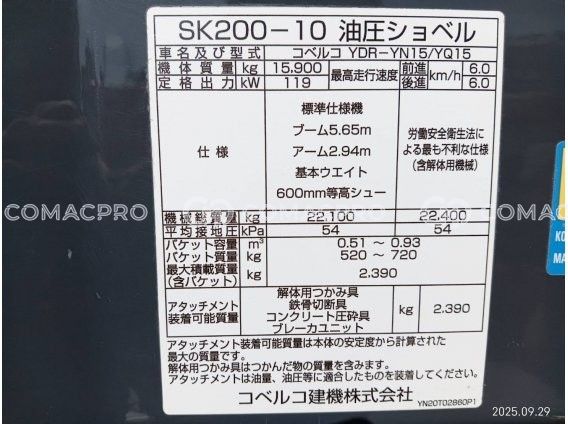 SK200-10 油圧ショベル
車名及び型式 コベルコ YDR-YN15/YQ15
機体質量 kg 15,900 最高走行速度 前進 km/h 6.0
定格出力 kW 119 後進 6.0
仕様 標準仕様機 労働安全衛生法に
ブーム5.65m よる最も不利な仕様
アーム2.94m (含解体用機械)
基本ウエイト
600mm等高シュー
COMACPRO COMACPRO COMACPRO COMACPRO
機械総質量 kg 22,100 22,400
平均接地圧 kPa 54 54
バケット容量 m³ 0.51 ～ 0.93
バケット質量 kg 520 ～ 720
最大積載質量 kg 2,390
(含バケット)
アタッチメント 装着可能質量 解体用つかみ具 kg 2,390
鉄骨切断具
コンクリート圧砕具
ブレーカユニット
アタッチメント装着可能質量は本体の安定度から計算された
最大の質量です。
解体用つかみ具はつかんだ物の質量を含みます。
アタッチメントは油量、油圧等に適合したものを装着してください。
コベルコ建機株式会社
YN20T02860P1
KO
MA
2025.09.29